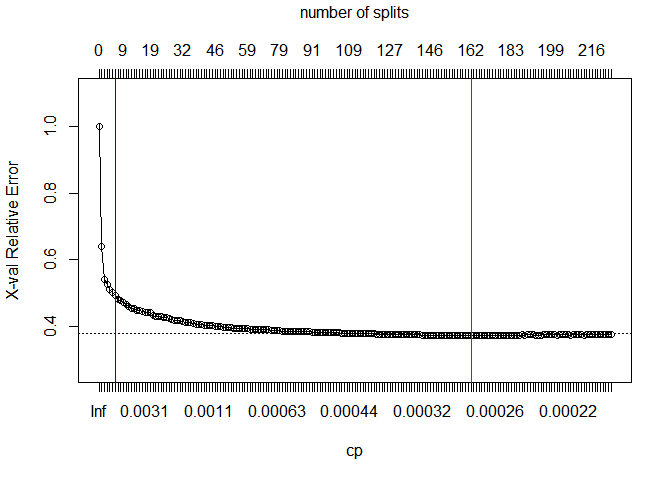 number of splits
0 9 19 32 46 59 79 91 109 127 146 162 183 199 216
X-val Relative Error
1.0
0.8
0.6
0.4
Inf 0.0031 0.0011 0.00063 0.00044 0.00032 0.00026 0.00022
cp